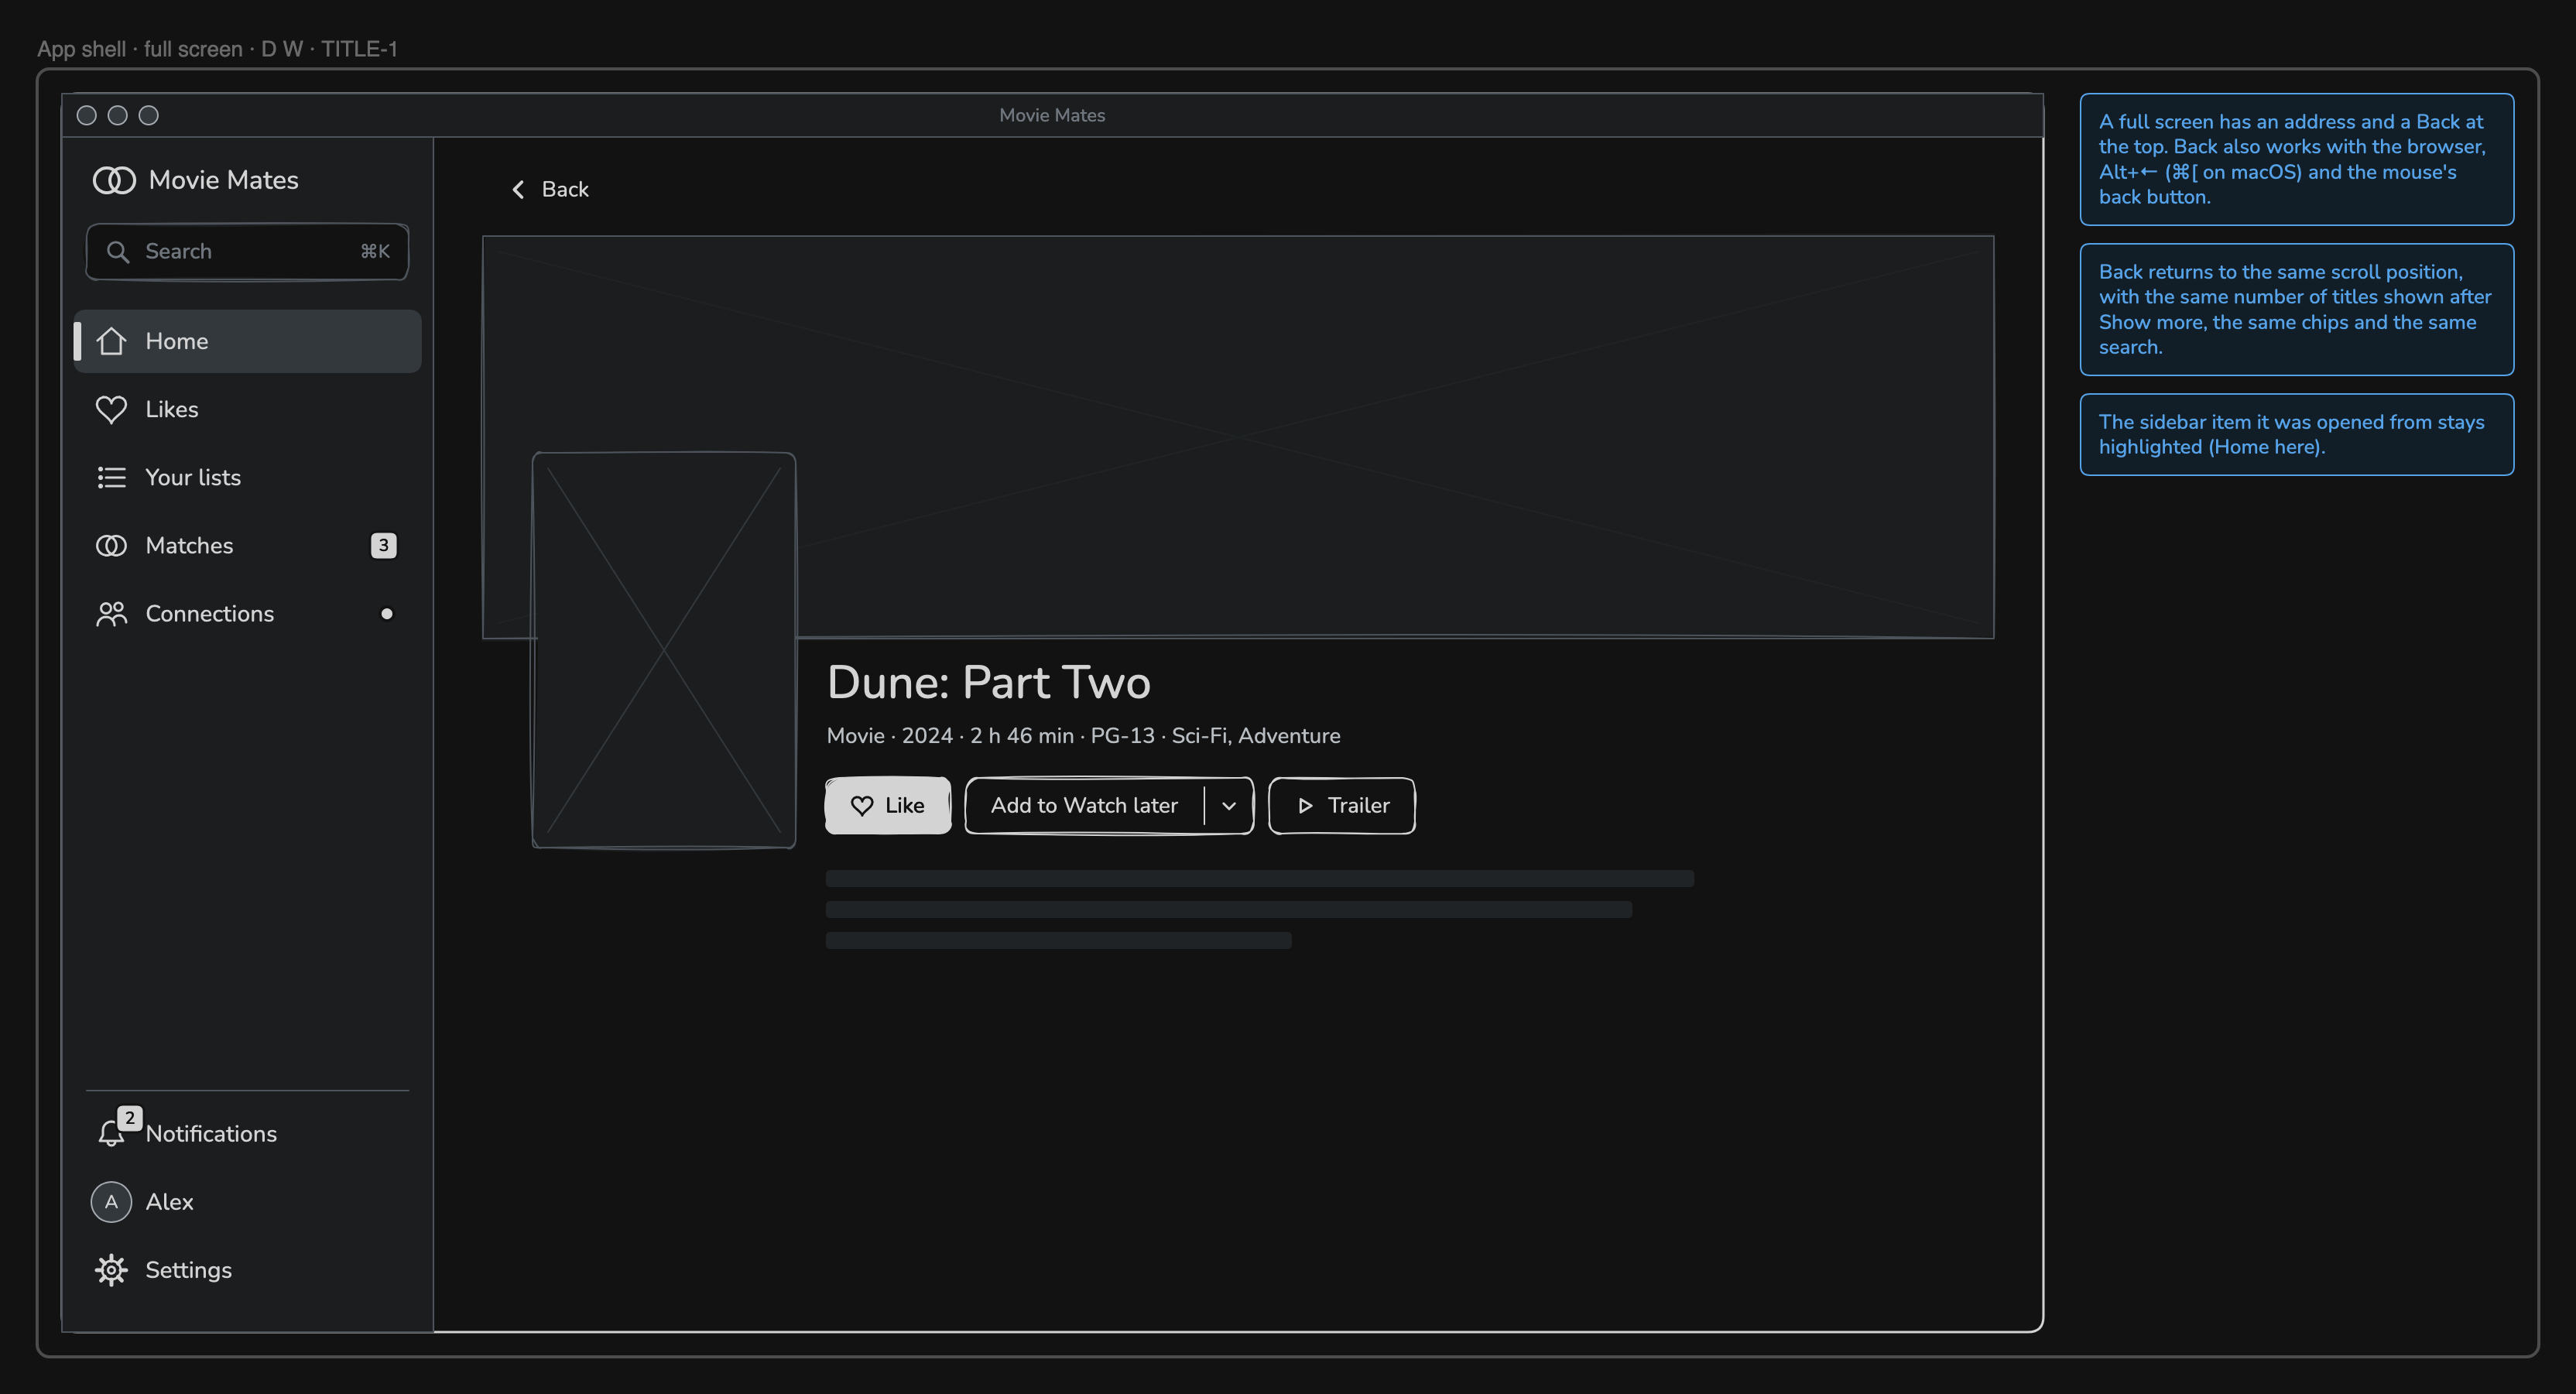 App shell · full screen · D W · TITLE-1
Movie Mates
Movie Mates
Search ⌘K
Home
Likes
Your lists
Matches 3
Connections
2
Notifications
A Alex
Settings
Back
Dune: Part Two
Movie · 2024 · 2 h 46 min · PG-13 · Sci-Fi, Adventure
Like
Add to Watch later
Trailer
A full screen has an address and a Back at
the top. Back also works with the browser,
Alt+← (⌘[ on macOS) and the mouse's
back button.
Back returns to the same scroll position,
with the same number of titles shown after
Show more, the same chips and the same
search.
The sidebar item it was opened from stays
highlighted (Home here).